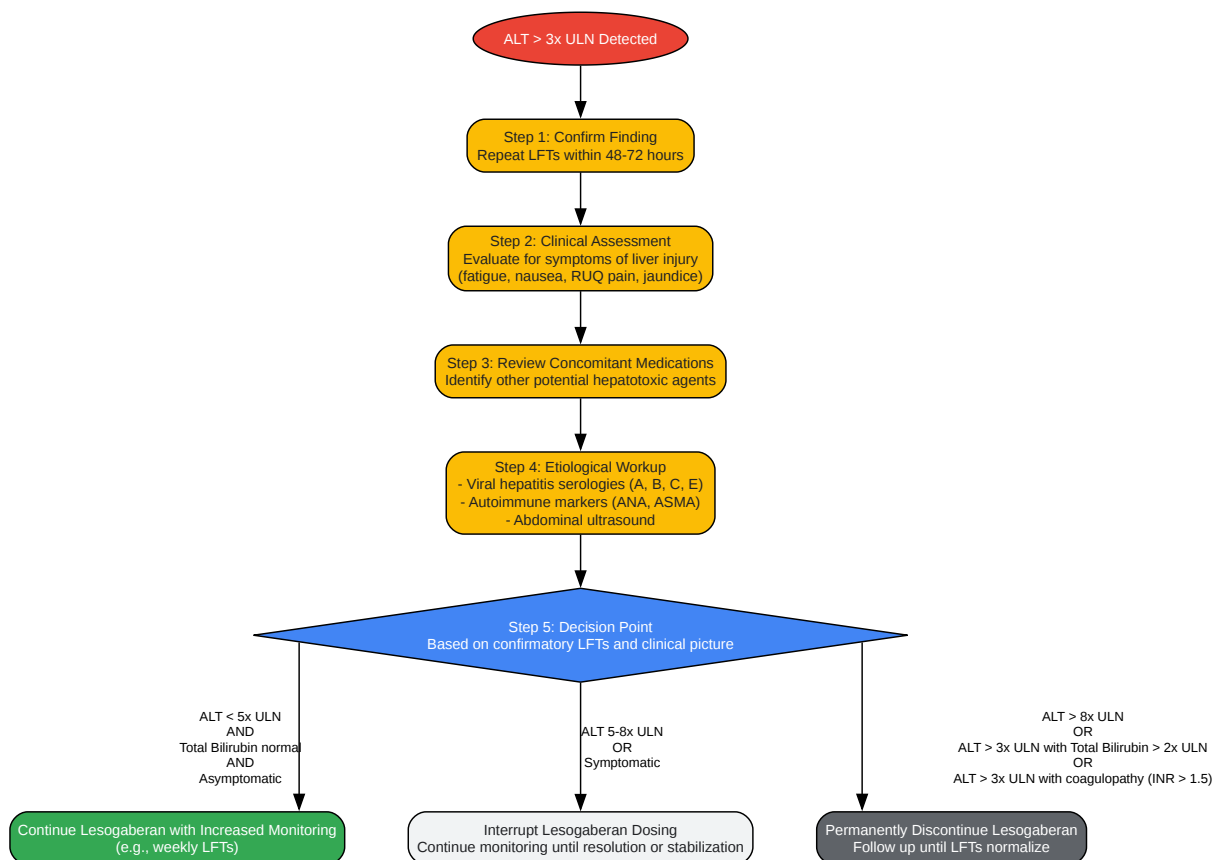 ALT > 3x ULN Detected
Step 1: Confirm Finding
Repeat LFTs within 48-72 hours
Step 2: Clinical Assessment
Evaluate for symptoms of liver injury
(fatigue, nausea, RUQ pain, jaundice)
Step 3: Review Concomitant Medications
Identify other potential hepatotoxic agents
Step 4: Etiological Workup
- Viral hepatitis serologies (A, B, C, E)
- Autoimmune markers (ANA, ASMA)
- Abdominal ultrasound
Step 5: Decision Point
Based on confirmatory LFTs and clinical picture
ALT < 5x ULN
AND
Total Bilirubin normal
AND
Asymptomatic
ALT 5-8x ULN
OR
Symptomatic
ALT > 8x ULN
OR
ALT > 3x ULN with Total Bilirubin > 2x ULN
OR
ALT > 3x ULN with coagulopathy (INR > 1.5)
Continue Lesogaberan with Increased Monitoring
(e.g., weekly LFTs)
Interrupt Lesogaberan Dosing
Continue monitoring until resolution or stabilization
Permanently Discontinue Lesogaberan
Follow up until LFTs normalize